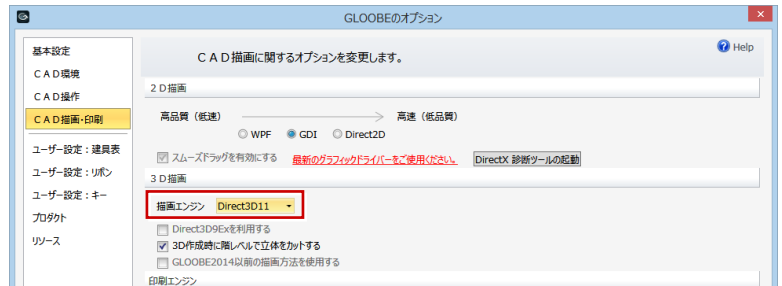 GLOOBEのオプション
基本設定
CAD環境
CAD操作
CAD描画・印刷
ユーザー設定：建具表
ユーザー設定：リボン
ユーザー設定：キー
プロダクト
リソース
CAD描画に関するオプションを変更します。
Help
2D描画
高品質（低速） 高速（低品質）
WPF GDI Direct2D
スムーズドラッグを有効にする 最新のグラフィックドライバーをご使用ください。 DirectX 診断ツールの起動
3D描画
描画エンジン Direct3D11
Direct3D9Exを利用する
3D作成時に階レベルで立体をカットする
GLOOBE2014以前の描画方法を使用する
印刷エンジン